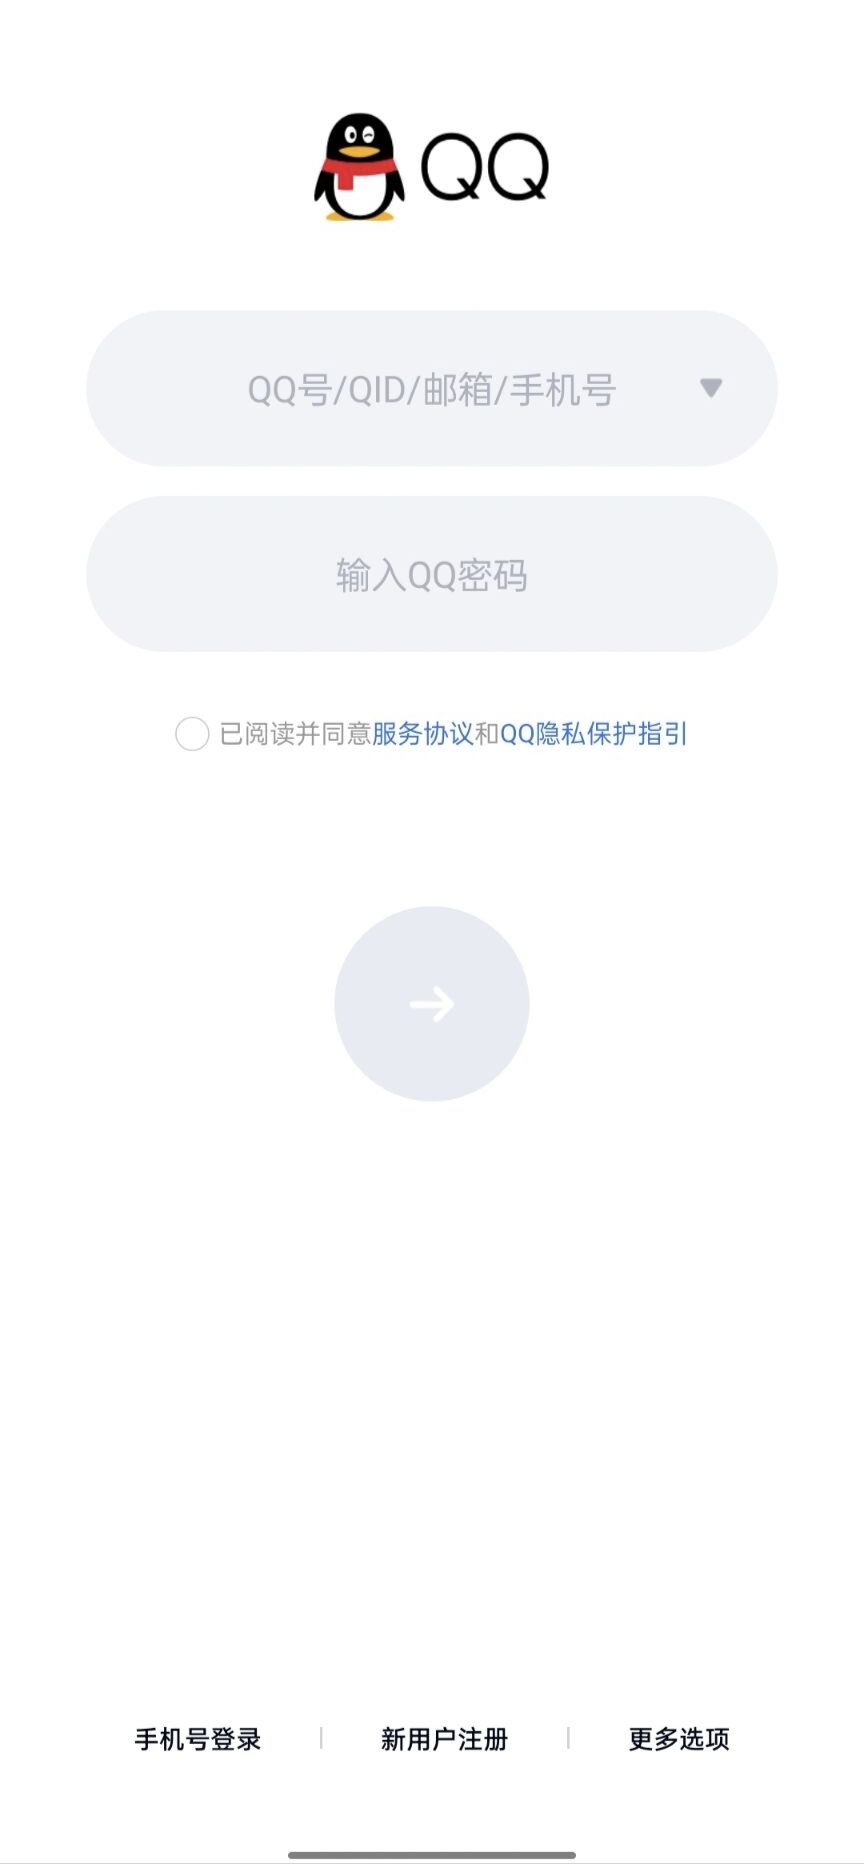 QQ
QQ号/QID/邮箱/手机号
输入QQ密码
已阅读并同意服务协议和QQ隐私保护指引
手机号登录
新用户注册
更多选项